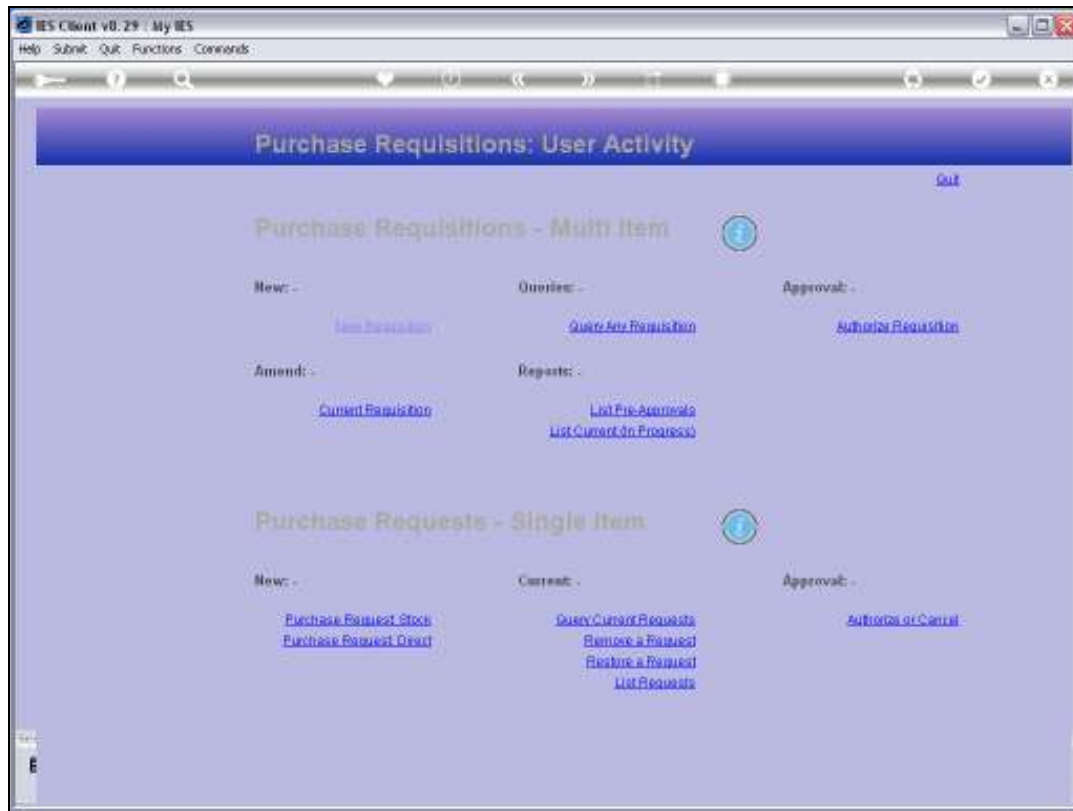 IES Client v8.29 : My IES
Help Submit Quit Functions Commands
Purchase Requisitions: User Activity
Quit
Purchase Requisitions - Multi Item
New: - Queries: - Approval: -
New Requisition Query Any Requisition Authorize Requisition
Amend: - Reports: -
Current Requisition List Pre-Approvals
List Current (In Progress)
Purchase Requests - Single Item
New: - Current: - Approval: -
Purchase Request Stock Query Current Requests Authorize or Cancel
Purchase Request Direct Remove a Request
Restore a Request
List Requests